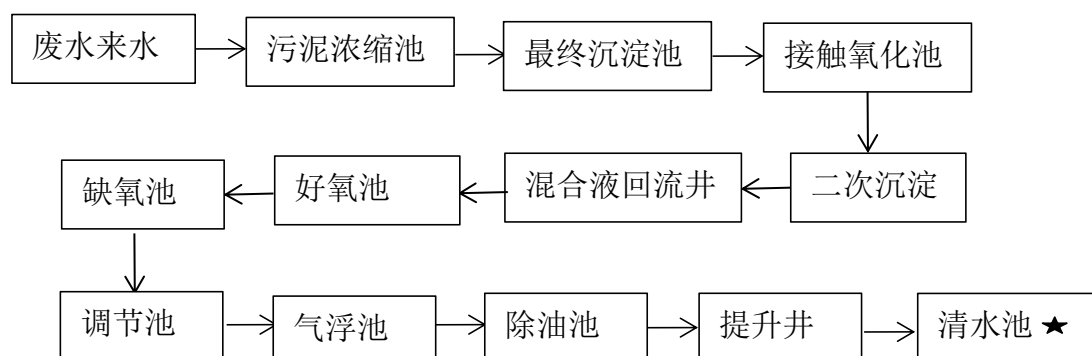 废水来水 污泥浓缩池 最终沉淀池 接触氧化池
缺氧池 好氧池 混合液回流井 二次沉淀
调节池 气浮池 除油池 提升井 清水池★